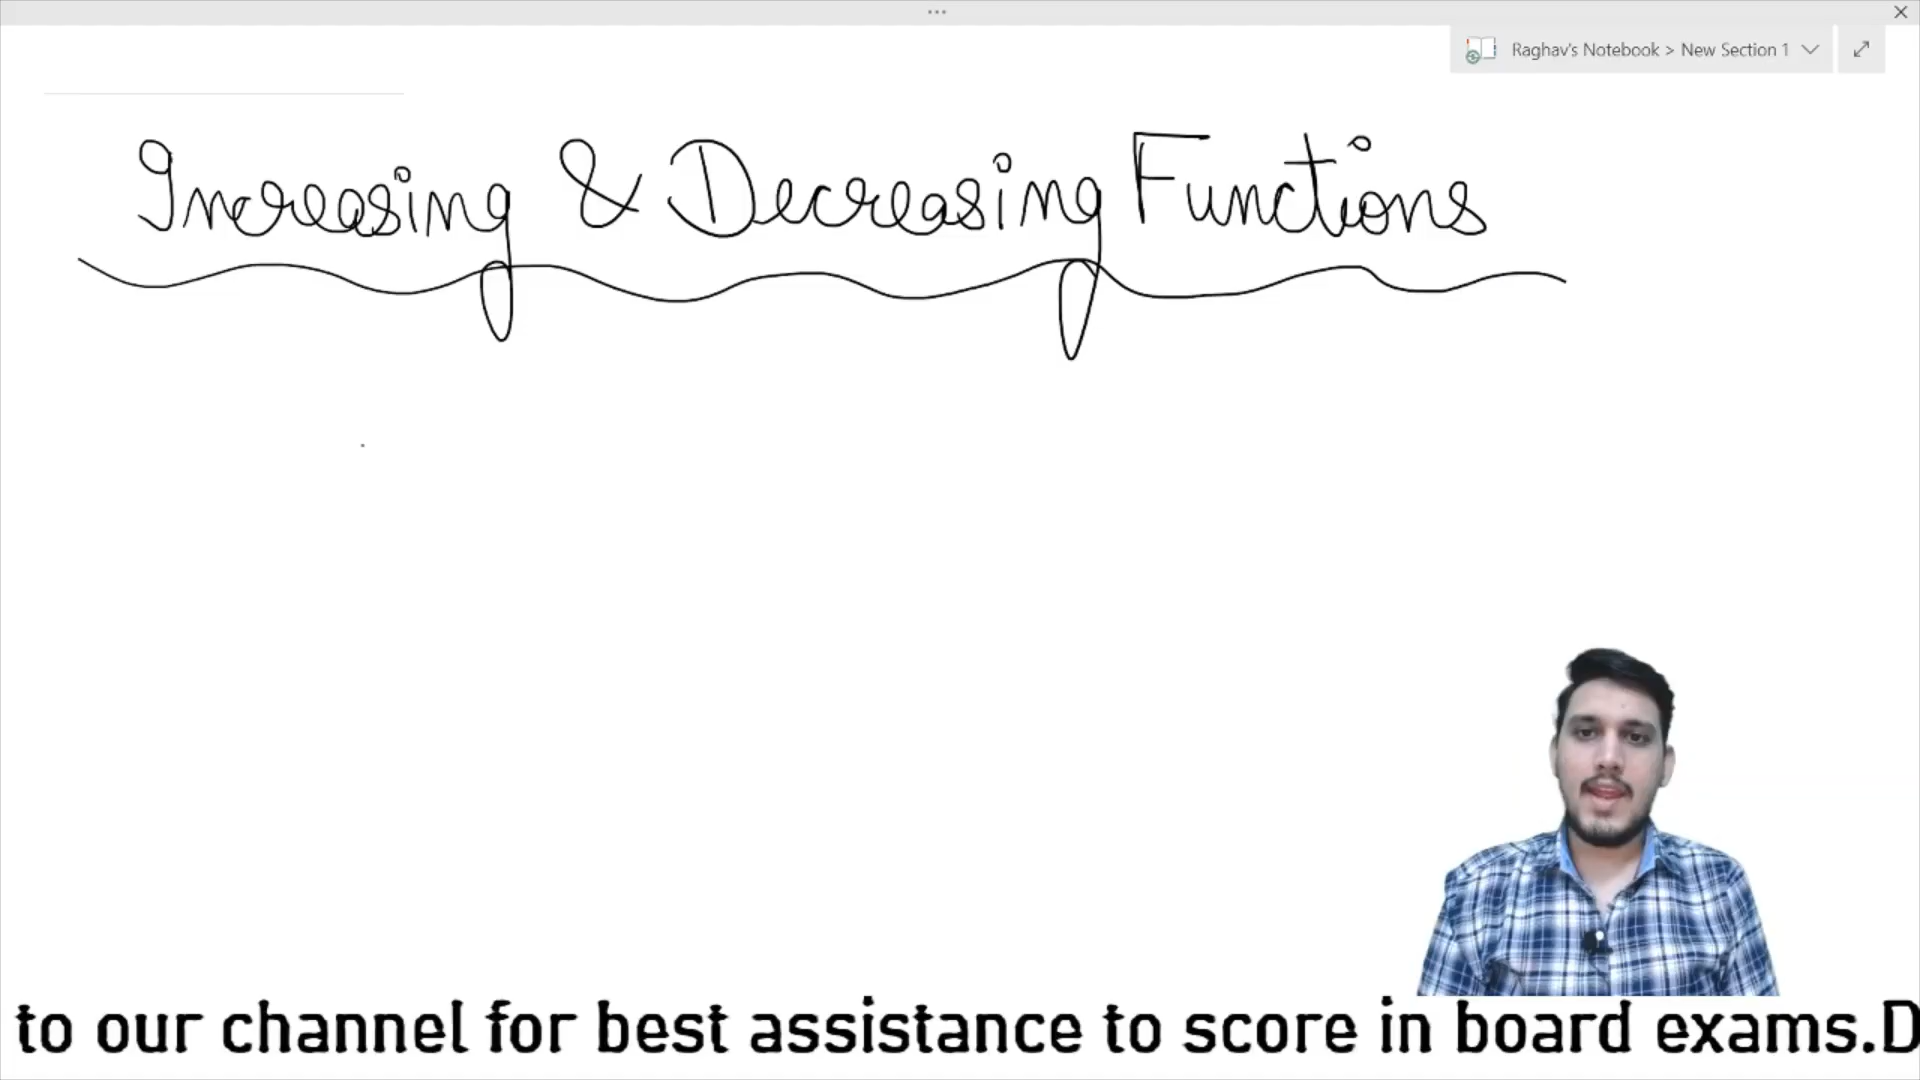 Raghav's Notebook > New Section 1
Increasing & Decreasing Functions
to our channel for best assistance to score in board exams.D